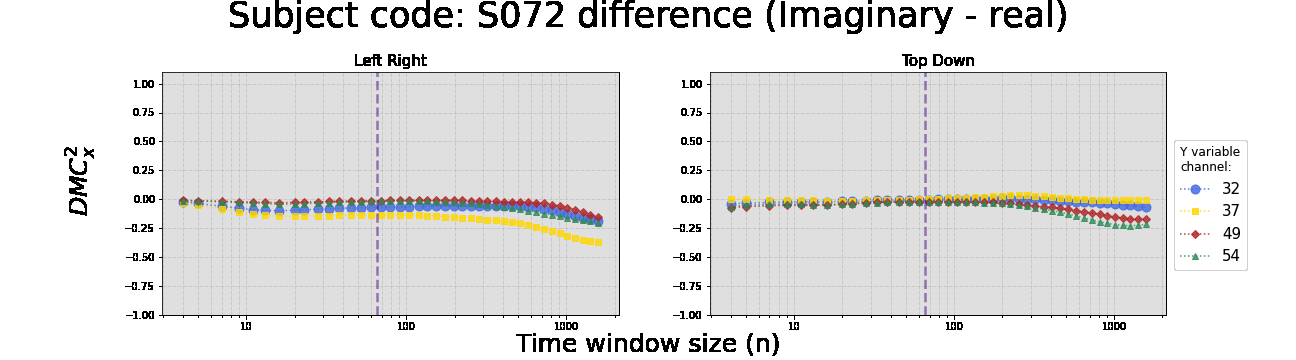 Subject code: S072 difference (Imaginary - real)
Left Right
Top Down
1.00
0.75
0.50
0.25
0.00
−0.25
−0.50
−0.75
−1.00
1.00
0.75
0.50
0.25
0.00
−0.25
−0.50
−0.75
−1.00
DMC²ₓ
10 100 1000
10 100 1000
Time window size (n)
Y variable
channel:
32
37
49
54